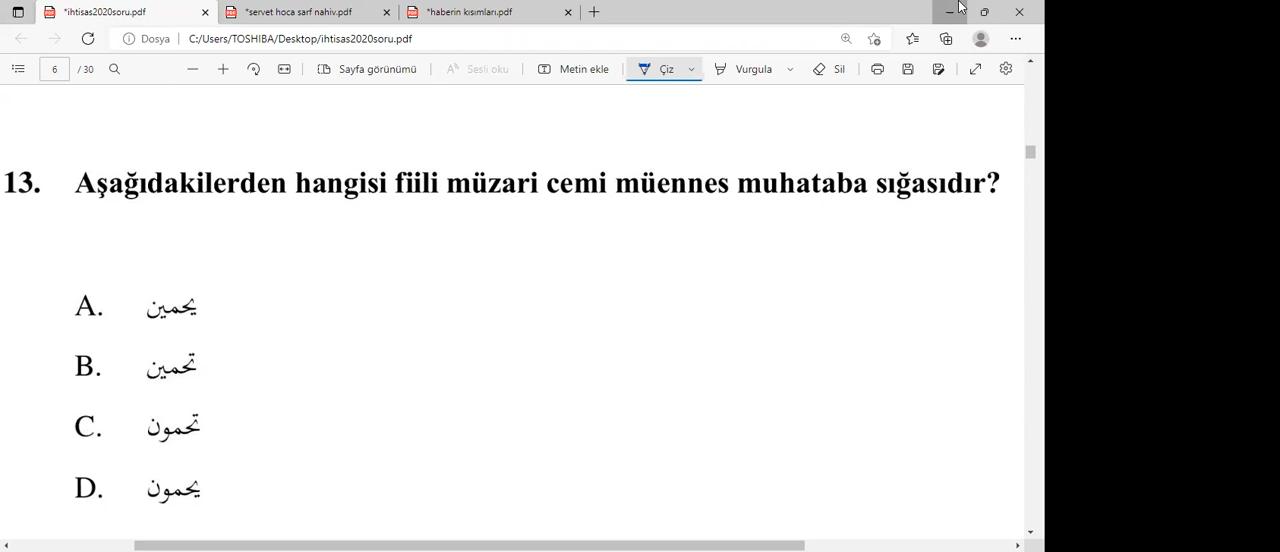 *ihtisas2020soru.pdf
*servet hoca sarf nahiv.pdf
*haberin kısımları.pdf
Dosya
C:/Users/TOSHIBA/Desktop/ihtisas2020soru.pdf
6 / 30
Sayfa görünümü
Sesli oku
Metin ekle
Çiz
Vurgula
Sil
13. Aşağıdakilerden hangisi fiili müzari cemi müennes muhataba sığasıdır?
A. يحمين
B. تحمين
C. تحمون
D. يحمون